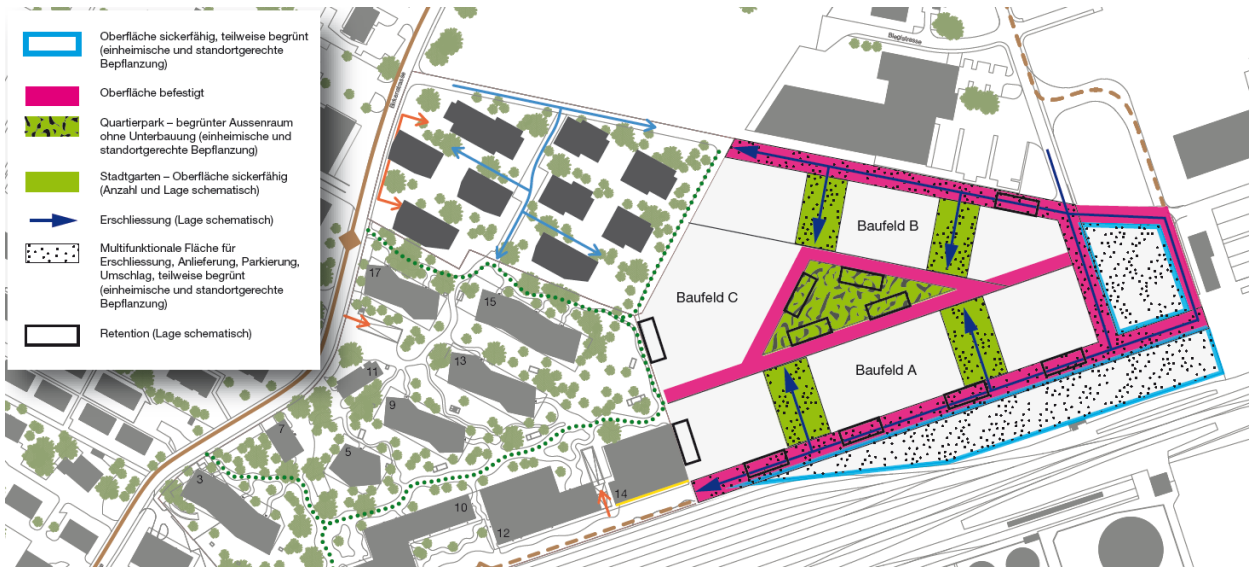 Oberfläche sickerfähig, teilweise begrünt
(einheimische und standortgerechte
Bepflanzung)
Oberfläche befestigt
Quartierpark – begrünter Aussenraum
ohne Unterbauung (einheimische und
standortgerechte Bepflanzung)
Stadtgarten – Oberfläche sickerfähig
(Anzahl und Lage schematisch)
Erschliessung (Lage schematisch)
Multifunktionale Fläche für
Erschliessung, Anlieferung, Parkierung,
Umschlag, teilweise begrünt
(einheimische und standortgerechte
Bepflanzung)
Retention (Lage schematisch)
Baufeld B
Baufeld C
Baufeld A
17
15
13
11
9
7
5
3
10
12
14